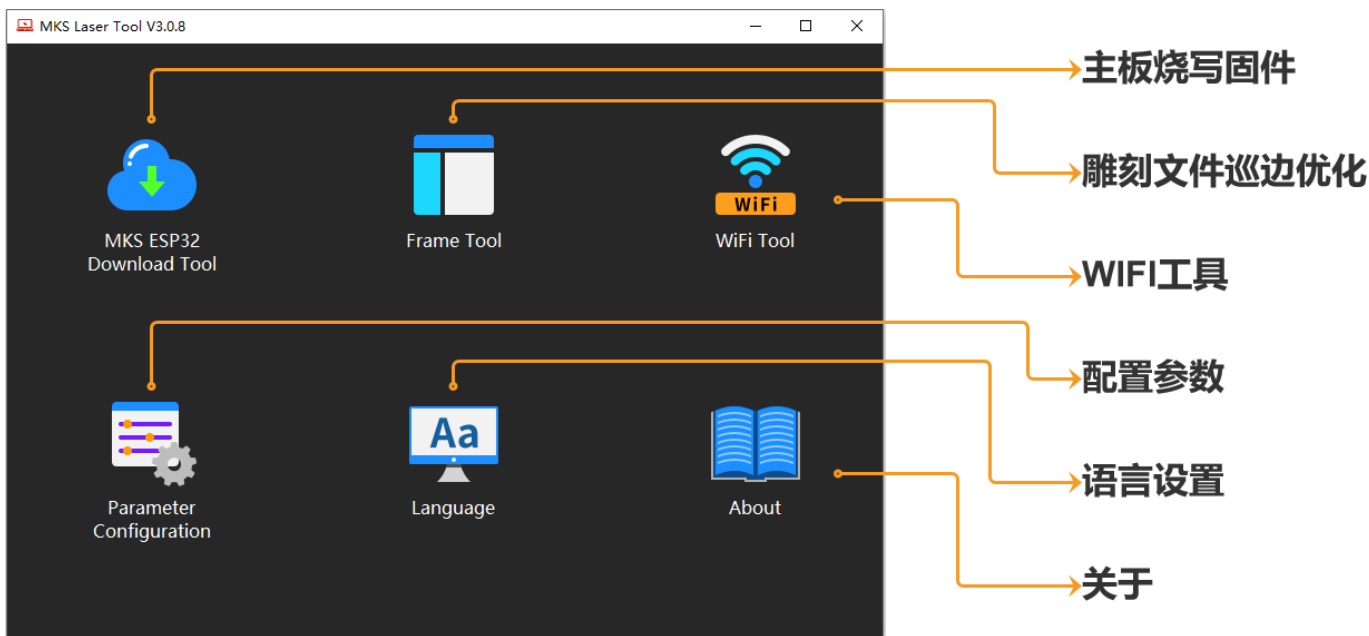 MKS Laser Tool V3.0.8
主板烧写固件
雕刻文件巡边优化
WiFi
MKS ESP32
Download Tool
Frame Tool
WiFi Tool
WIFI工具
配置参数
Aa
Parameter
Configuration
Language
About
语言设置
关于